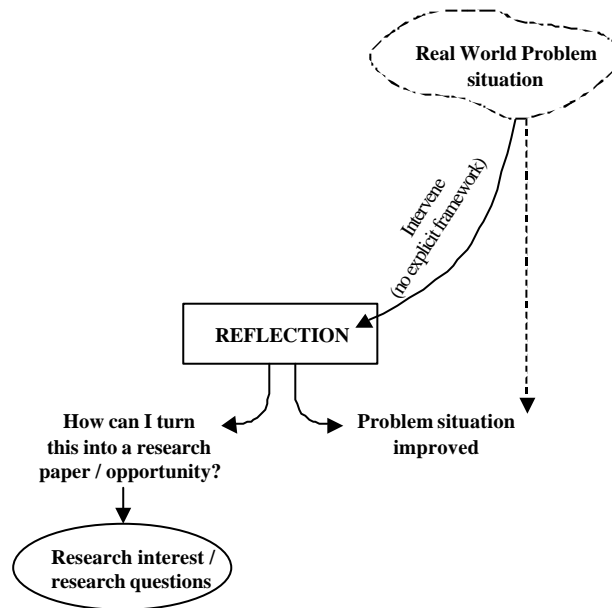 Real World Problem
situation
Intervene
(no explicit framework)
REFLECTION
How can I turn
this into a research
paper / opportunity?
Problem situation
improved
Research interest /
research questions